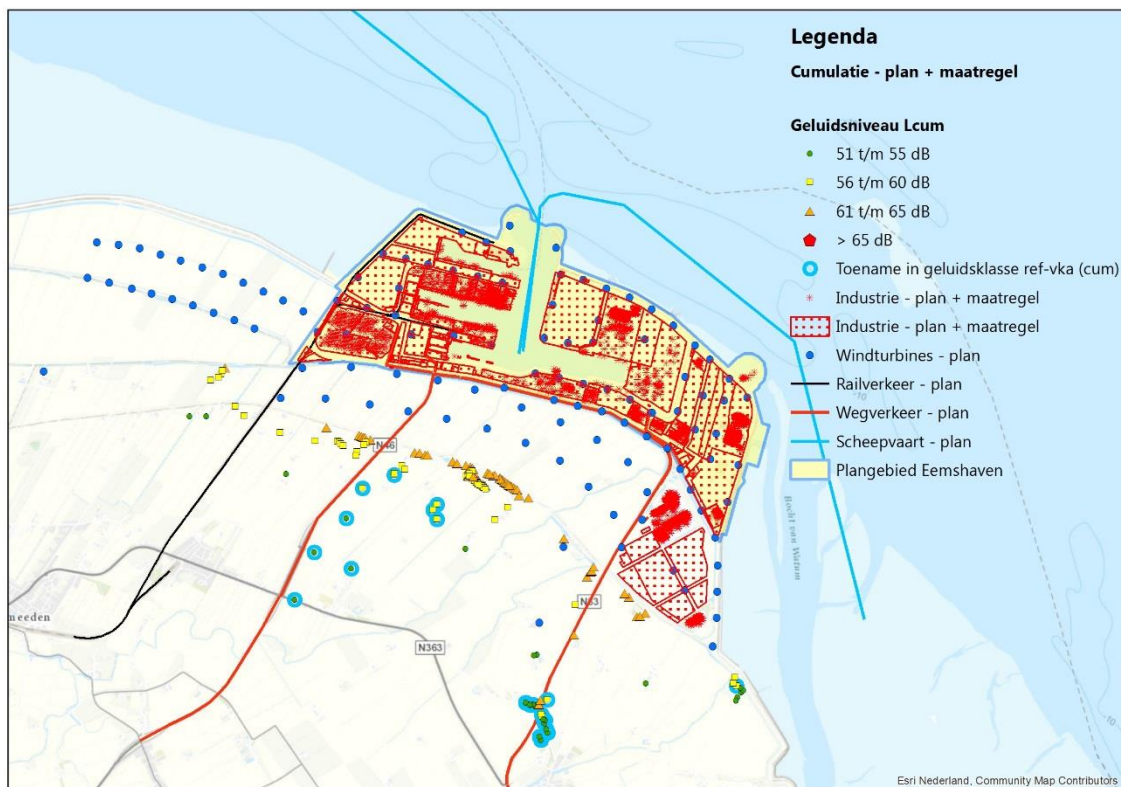 Legenda
Cumulatie - plan + maatregel
Geluidsniveau Lcum
51 t/m 55 dB
56 t/m 60 dB
61 t/m 65 dB
> 65 dB
Toename in geluidsklasse ref-vka (cum)
Industrie - plan + maatregel
Industrie - plan + maatregel
Windturbines - plan
Railverkeer - plan
Wegverkeer - plan
Scheepvaart - plan
Plangebied Eemshaven
-10
N46
Bocht van Watum
needen
N33
N363
-10
Esri Nederland, Community Map Contributors